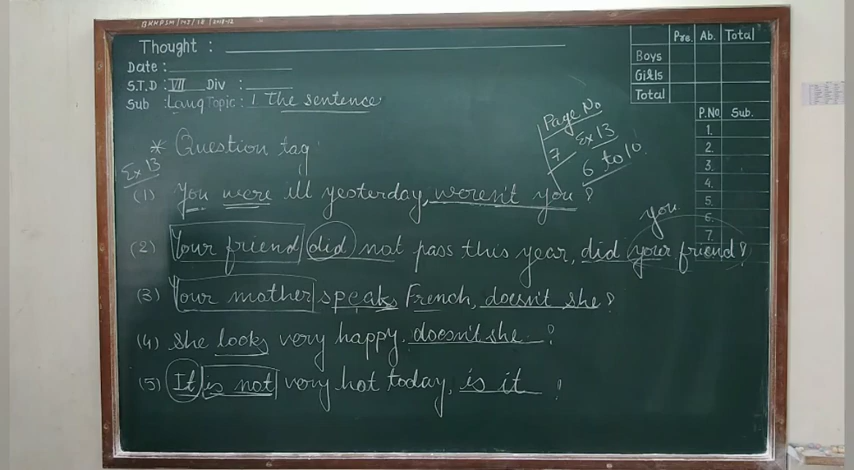 Thought :
Date :
S.T.D : VII Div :
Sub : Lang Topic : 1 The sentence
Pre. Ab. Total
Boys
Girls
Total
P.No. Sub.
1.
2.
3.
4.
5.
6.
7.
Page No
7 Ex 13
6 to 10
* Question tag
Ex 13
(1) You were ill yesterday, weren't you?
you
(2) Your friend did not pass this year, did your friend?
(3) Your mother speaks French, doesn't she?
(4) She looks very happy, doesn't she?
(5) It is not very hot today, is it?